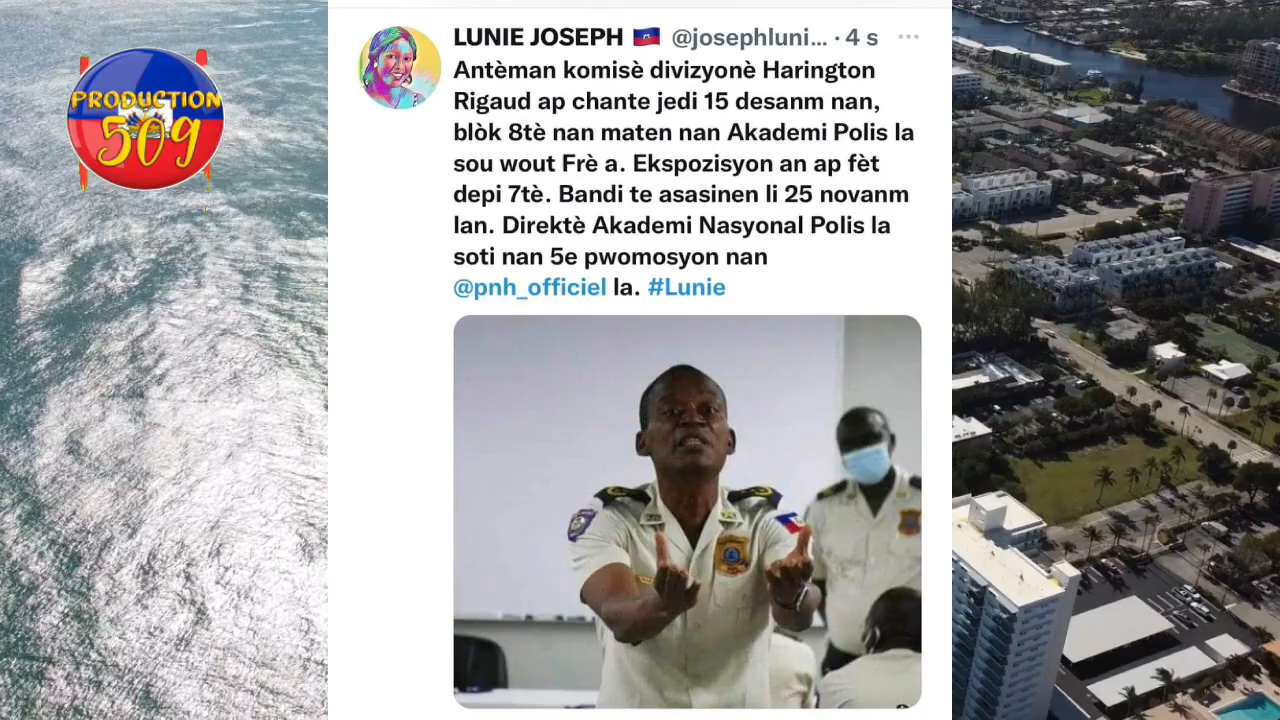 PRODUCTION
509
LUNIE JOSEPH 🇭🇹 @josephluni... · 4 s ...
Antèman komisè divizyonè Harington
Rigaud ap chante jedi 15 desanm nan,
blòk 8tè nan maten nan Akademi Polis la
sou wout Frè a. Ekspozisyon an ap fèt
depi 7tè. Bandi te asasinen li 25 novanm
lan. Direktè Akademi Nasyonal Polis la
soti nan 5e pwomosyon nan
@pnh_officiel la. #Lunie